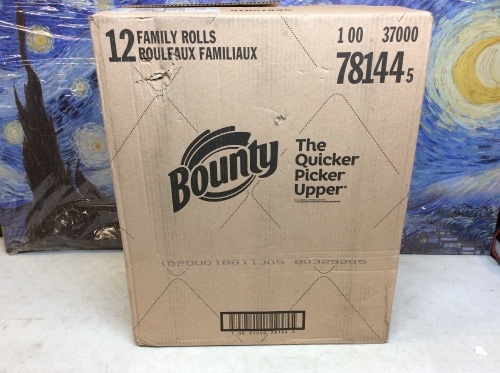 12 FAMILY ROLLS
ROULEAUX FAMILIAUX
1 00 37000
78144 5
Bounty
The
Quicker
Picker
Upper